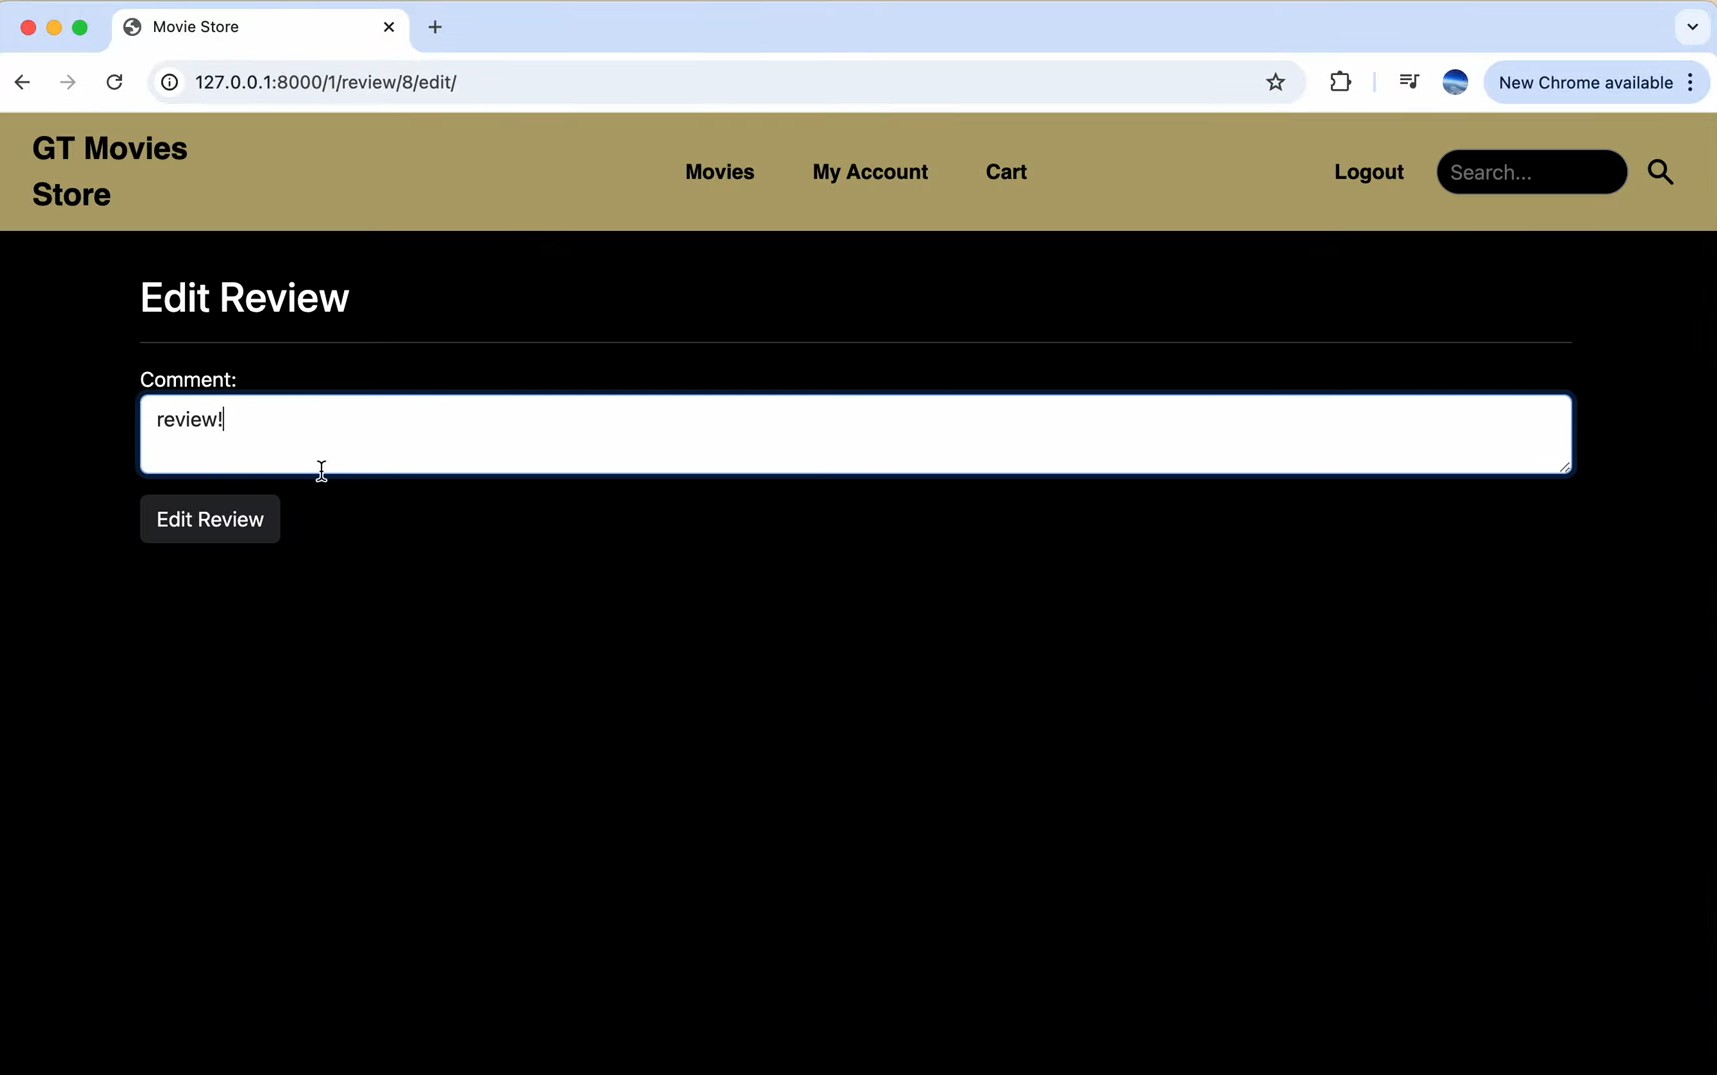 Movie Store
127.0.0.1:8000/1/review/8/edit/
New Chrome available
GT Movies
Store
Movies
My Account
Cart
Logout
Search...
Edit Review
Comment:
review!
Edit Review